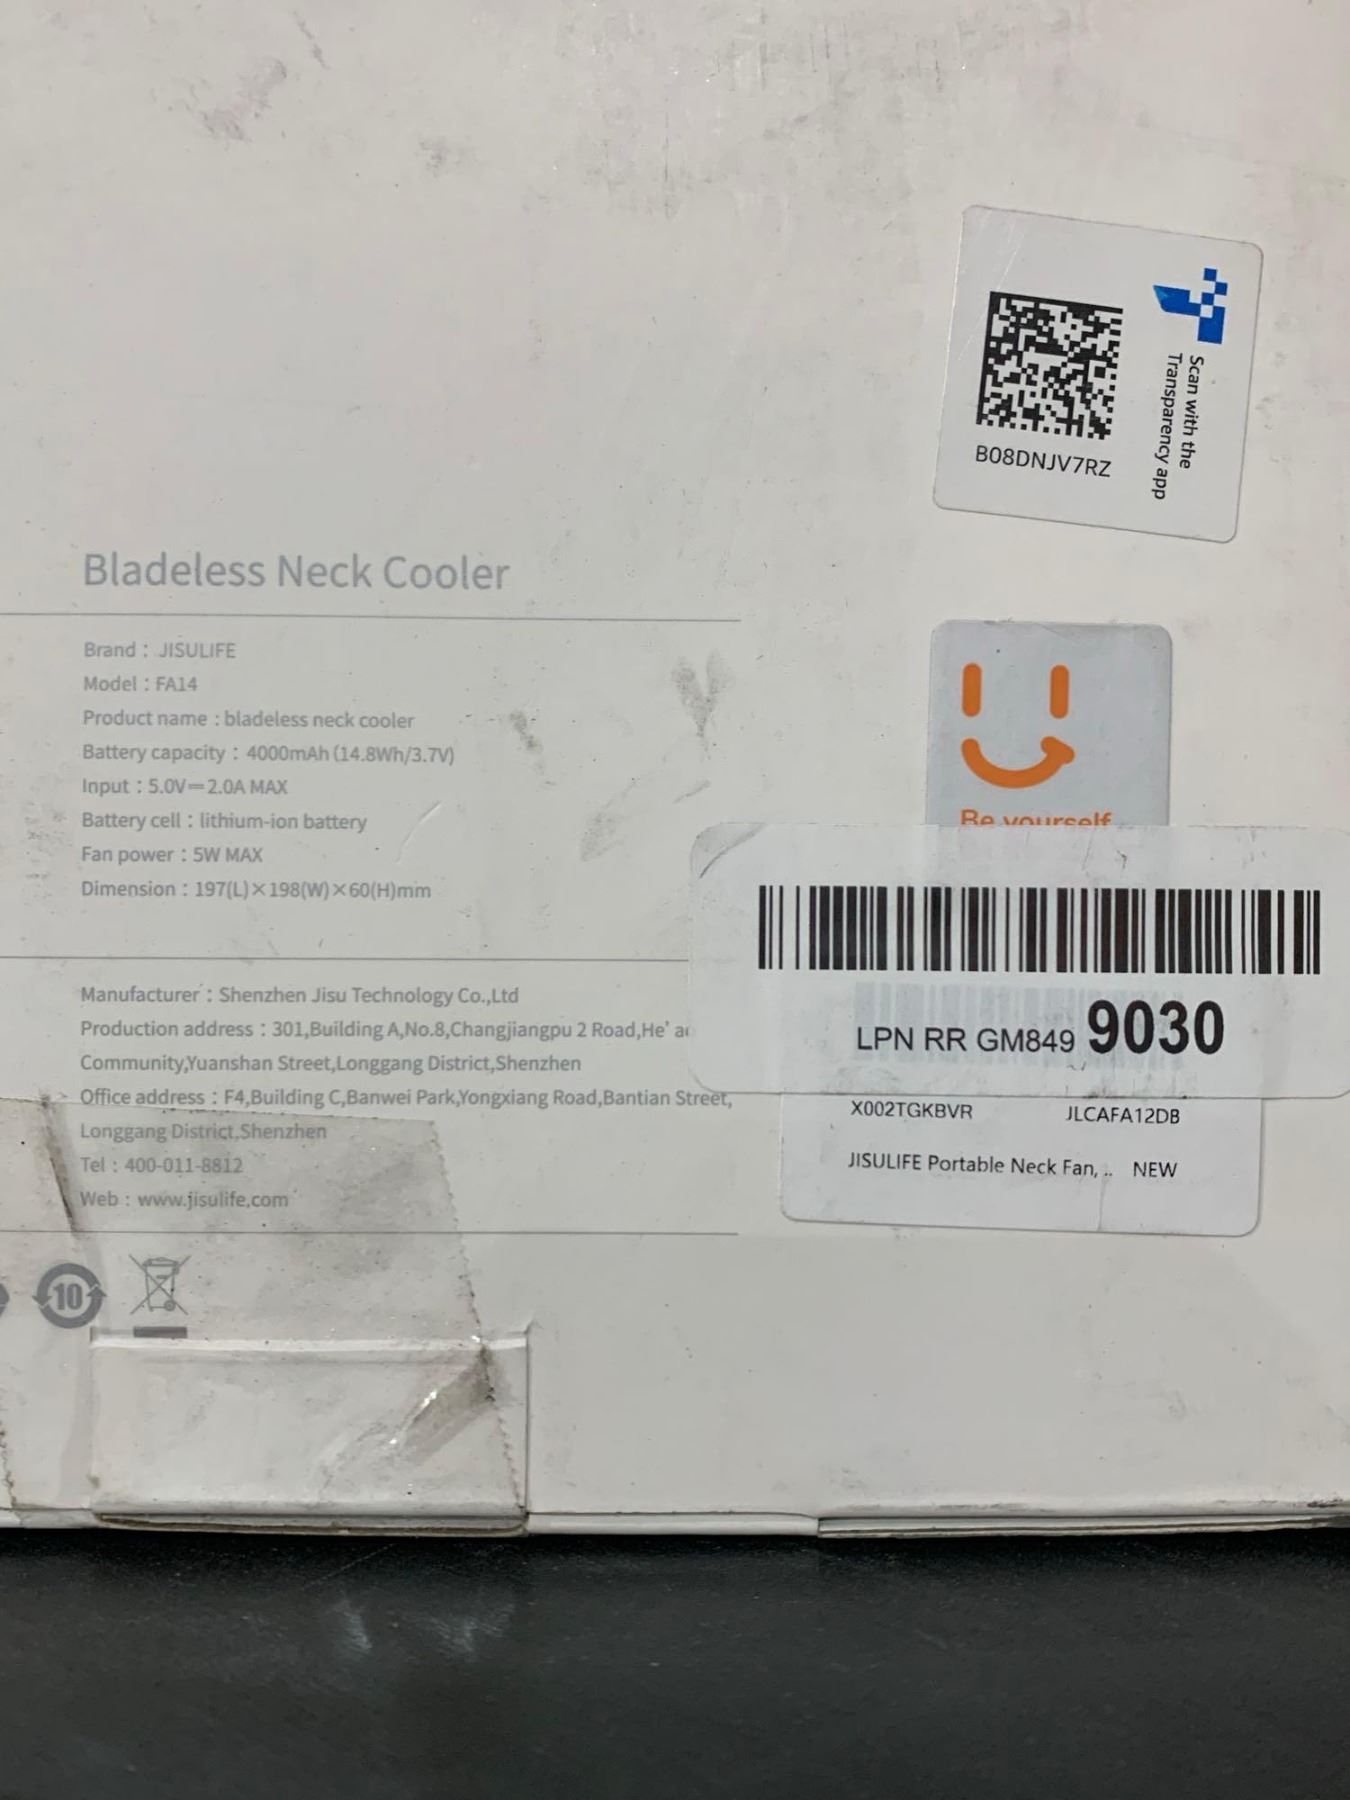 Scan with the
Transparency app
B08DNJV7RZ
Bladeless Neck Cooler
Brand : JISULIFE
Model : FA14
Product name : bladeless neck cooler
Battery capacity : 4000mAh (14.8Wh/3.7V)
Input : 5.0V⎓2.0A MAX
Battery cell : lithium-ion battery
Fan power : 5W MAX
Dimension : 197(L)×198(W)×60(H)mm
Be yourself
LPN RR GM849 9030
Manufacturer : Shenzhen Jisu Technology Co.,Ltd
Production address : 301,Building A,No.8,Changjiangpu 2 Road,He'
Community,Yuanshan Street,Longgang District,Shenzhen
Office address : F4,Building C,Banwei Park,Yongxiang Road,Bantian Street,
Longgang District,Shenzhen
Tel : 400-011-8812
Web : www.jisulife.com
X002TGKBVR JLCAFA12DB
JISULIFE Portable Neck Fan, .. NEW
10